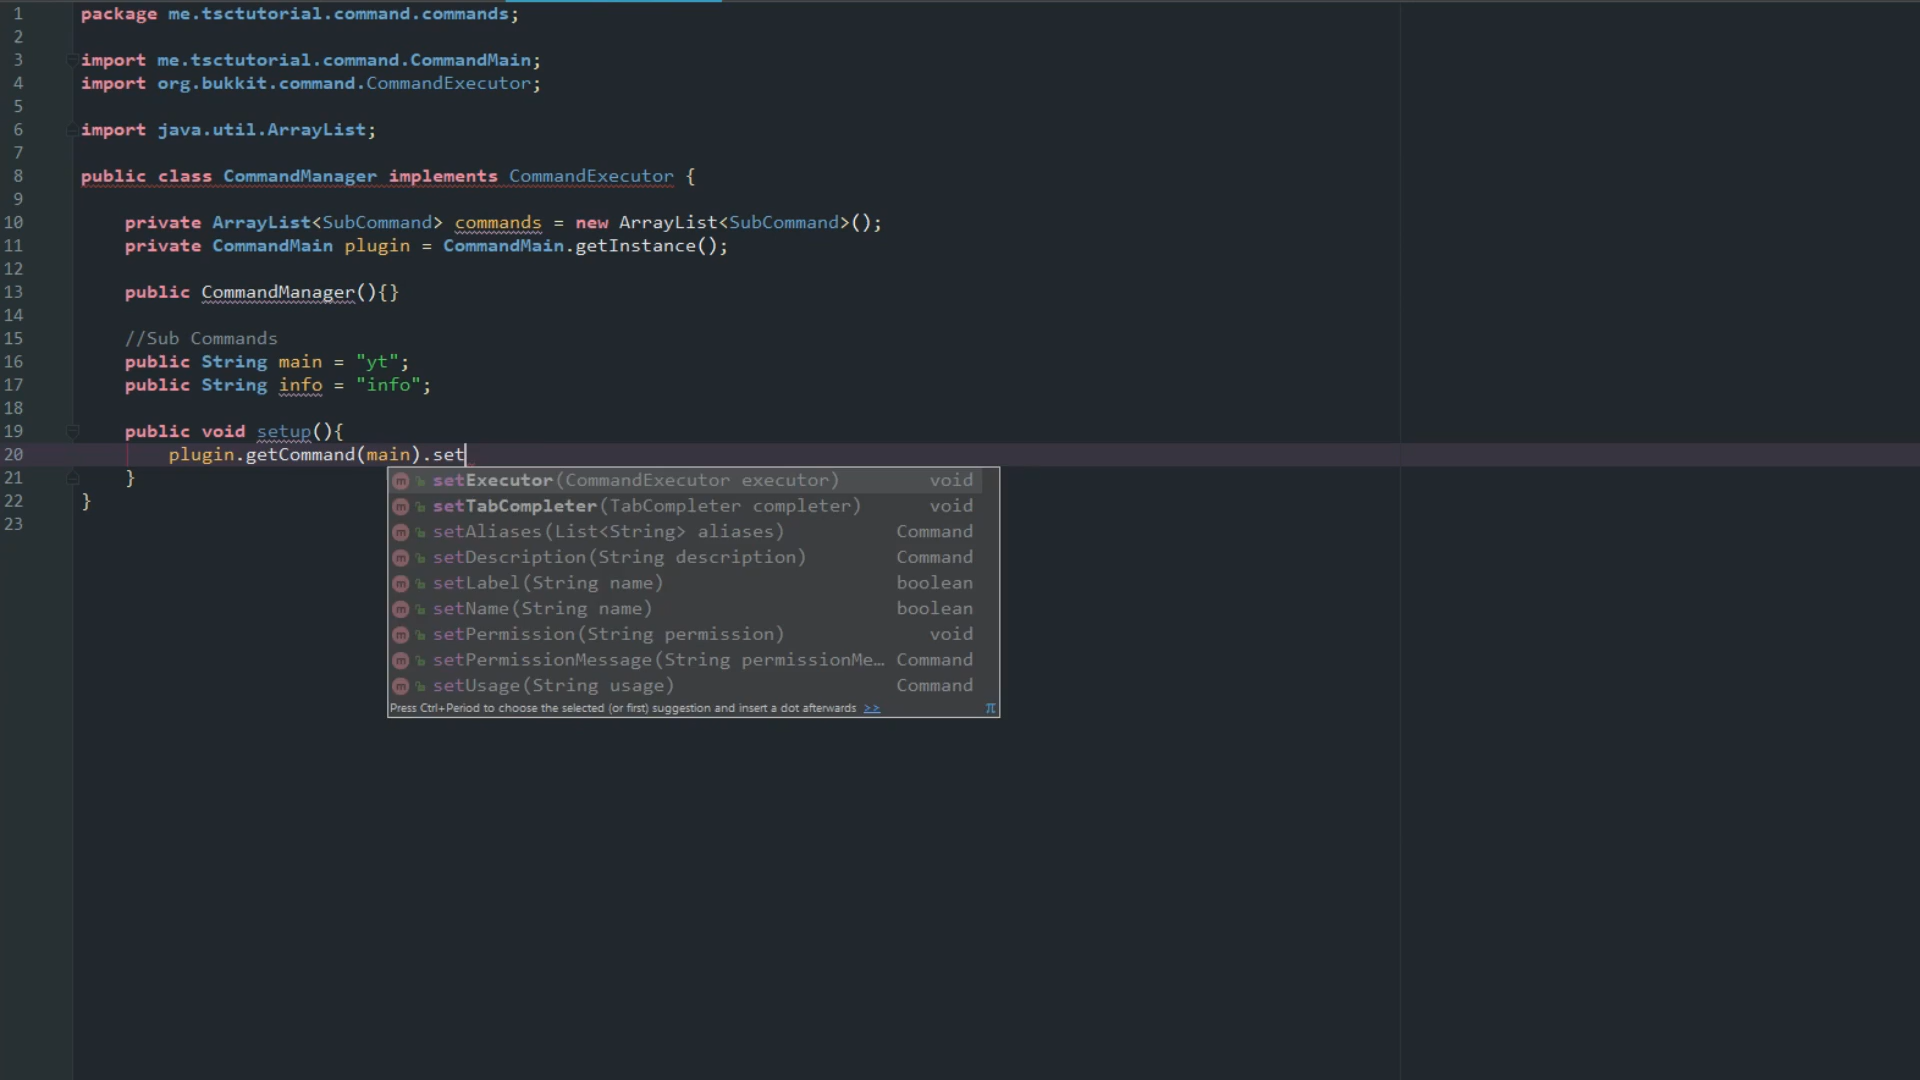 1 package me.tsctutorial.command.commands;
2
3 import me.tsctutorial.command.CommandMain;
4 import org.bukkit.command.CommandExecutor;
5
6 import java.util.ArrayList;
7
8 public class CommandManager implements CommandExecutor {
9
10 private ArrayList<SubCommand> commands = new ArrayList<SubCommand>();
11 private CommandMain plugin = CommandMain.getInstance();
12
13 public CommandManager(){}
14
15 //Sub Commands
16 public String main = "yt";
17 public String info = "info";
18
19 public void setup(){
20 plugin.getCommand(main).set
21 }
22 }
23
m setExecutor(CommandExecutor executor) void
m setTabCompleter(TabCompleter completer) void
m setAliases(List<String> aliases) Command
m setDescription(String description) Command
m setLabel(String name) boolean
m setName(String name) boolean
m setPermission(String permission) void
m setPermissionMessage(String permissionMe… Command
m setUsage(String usage) Command
Press Ctrl+Period to choose the selected (or first) suggestion and insert a dot afterwards >> π